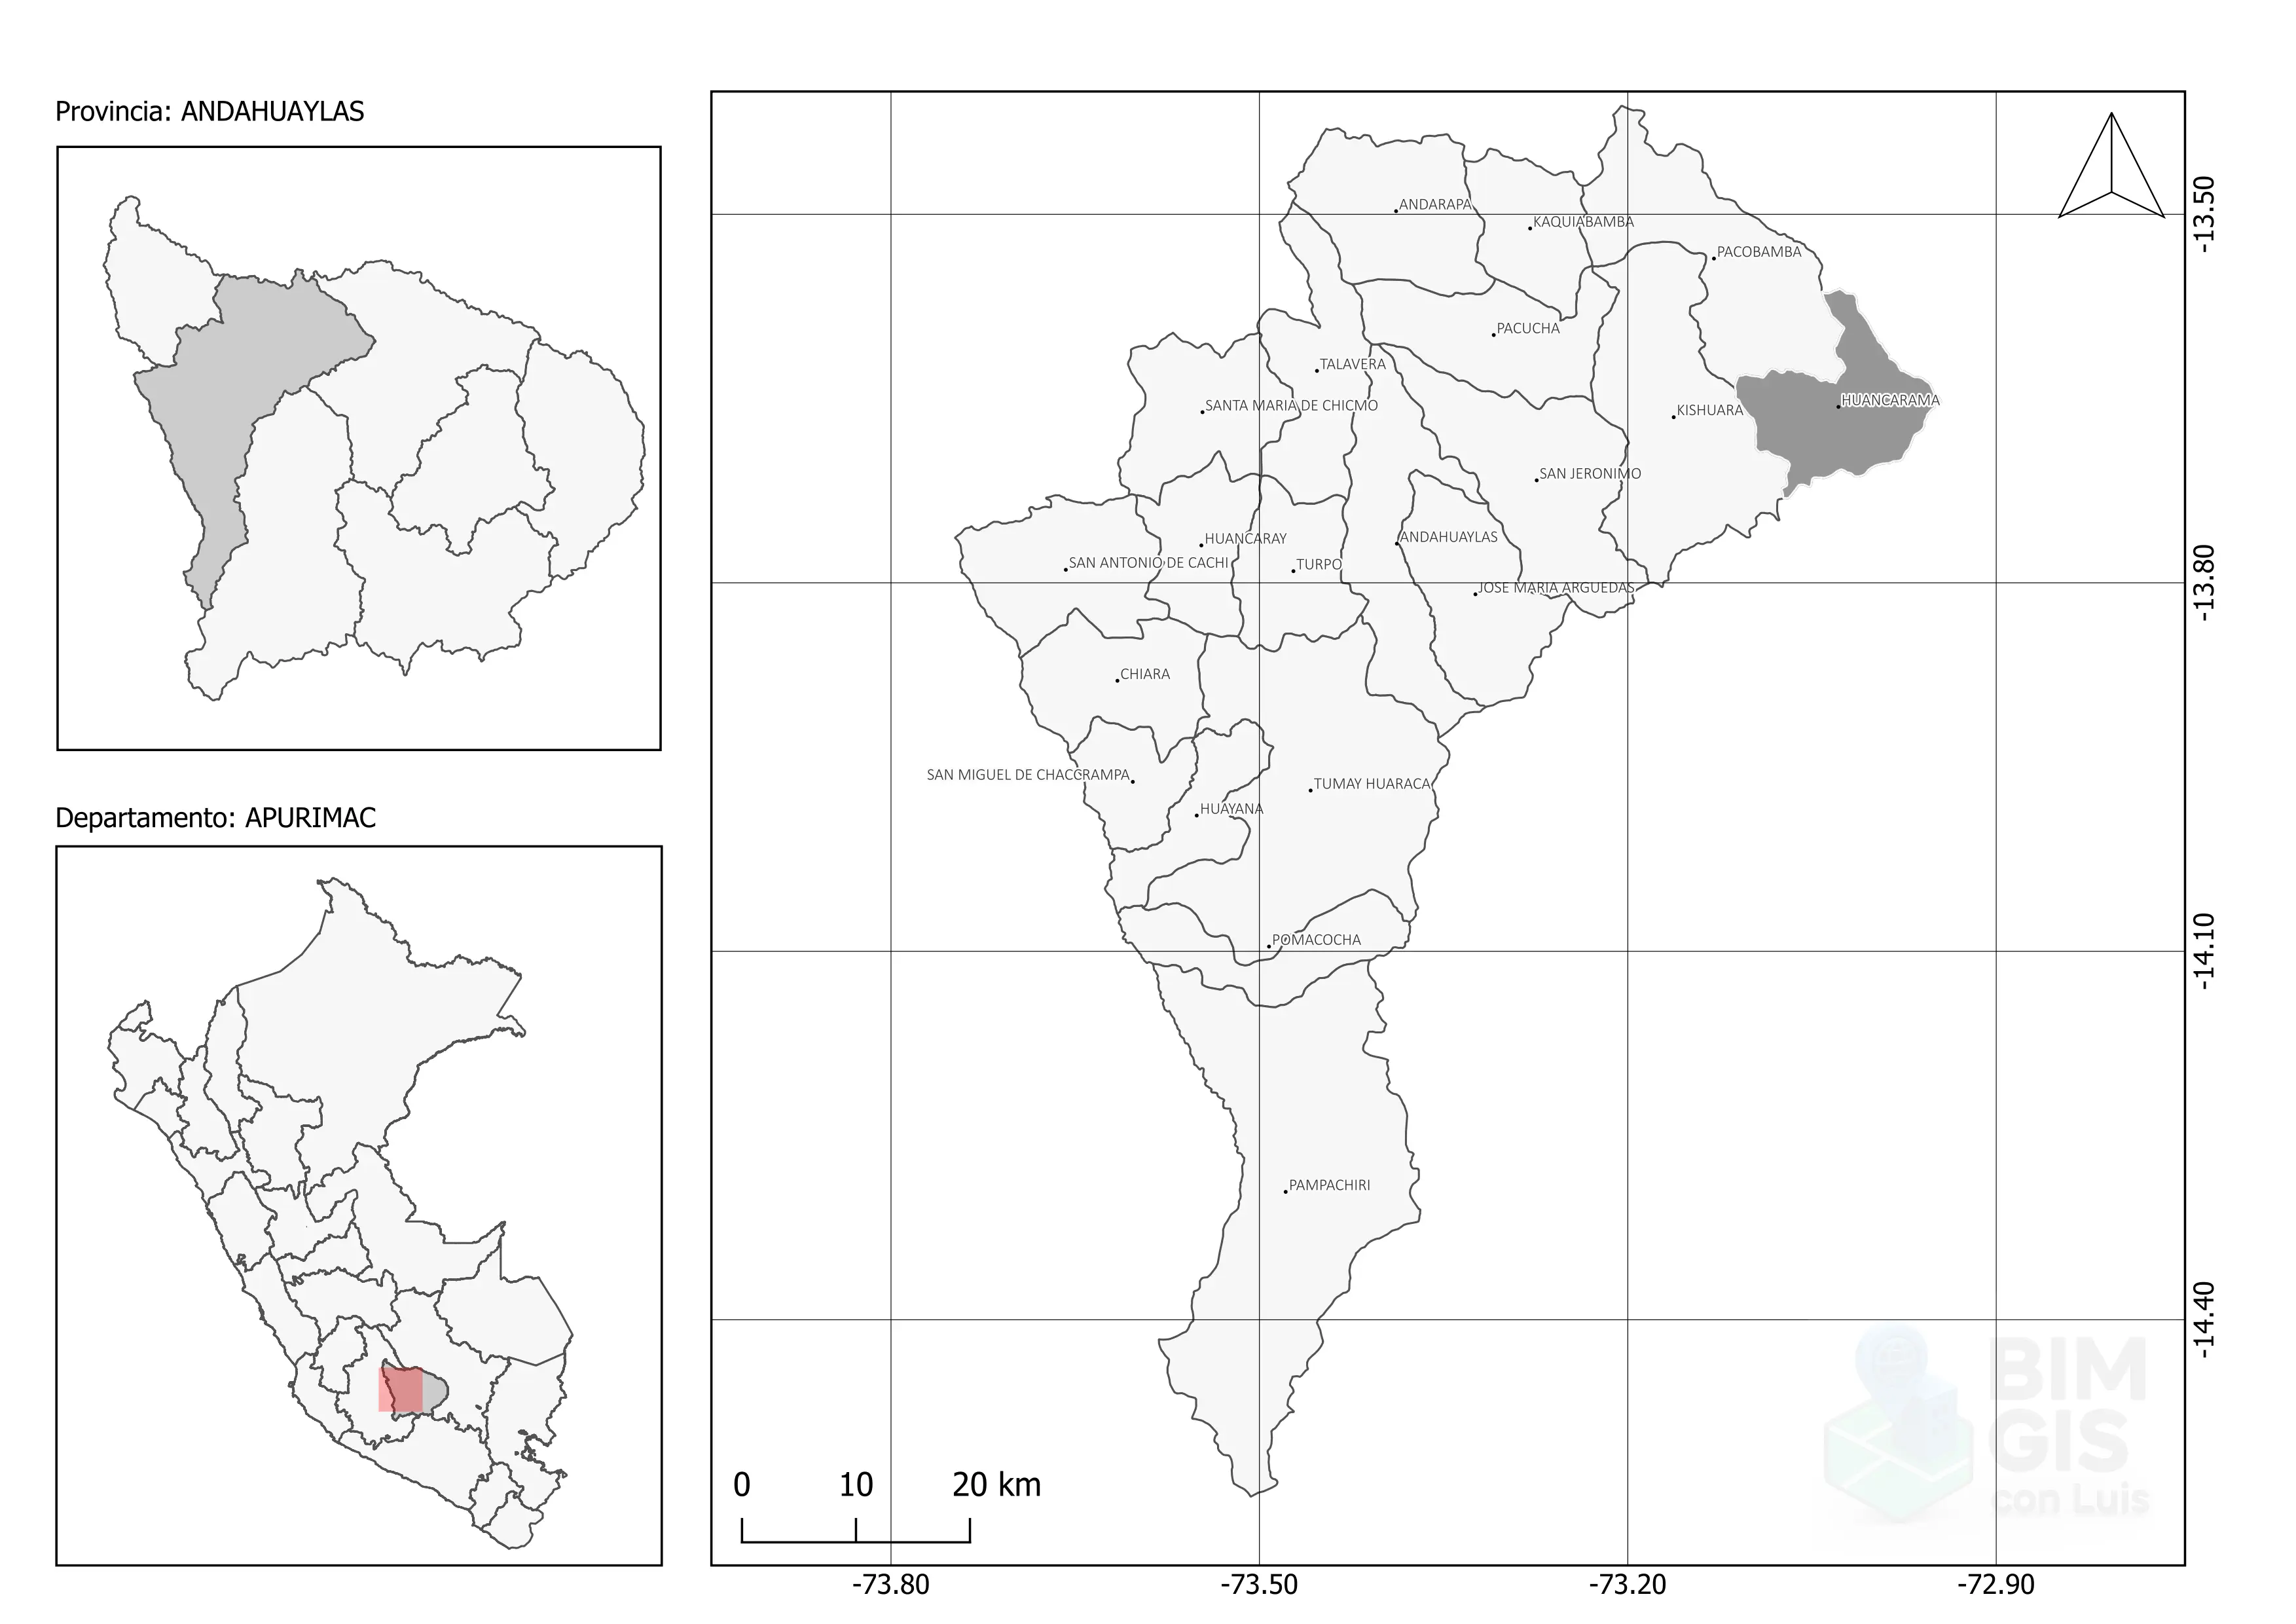 Provincia: ANDAHUAYLAS
Departamento: APURIMAC
ANDARAPA
KAQUIABAMBA
PACOBAMBA
PACUCHA
TALAVERA
SANTA MARIA DE CHICMO
HUANCARAMA
KISHUARA
SAN JERONIMO
HUANCARAY
ANDAHUAYLAS
SAN ANTONIO DE CACHI
TURPO
JOSE MARIA ARGUEDAS
CHIARA
SAN MIGUEL DE CHACCRAMPA
TUMAY HUARACA
HUAYANA
POMACOCHA
PAMPACHIRI
-13.50
-13.80
-14.10
-14.40
BIM
GIS
con Luis
0 10 20 km
-73.80 -73.50 -73.20 -72.90